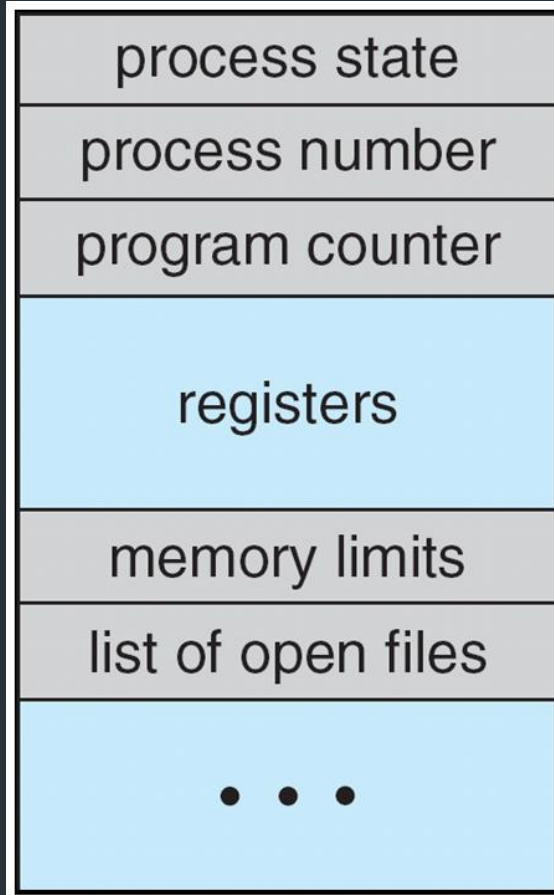 process state
process number
program counter
registers
memory limits
list of open files
• • •